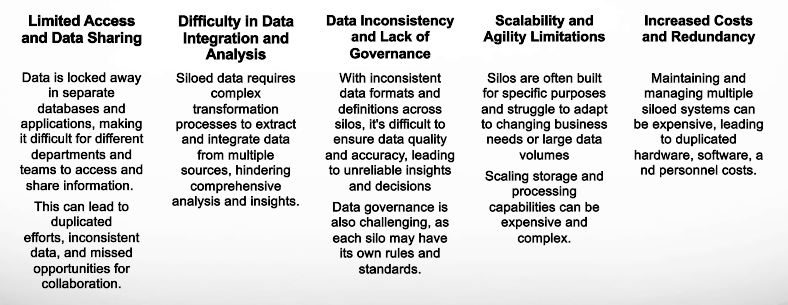 Limited Access
and Data Sharing
Data is locked away
in separate
databases and
applications, making
it difficult for different
departments and
teams to access and
share information.
This can lead to
duplicated
efforts, inconsistent
data, and missed
opportunities for
collaboration.
Difficulty in Data
Integration and
Analysis
Siloed data requires
complex
transformation
processes to extract
and integrate data
from multiple
sources, hindering
comprehensive
analysis and insights.
Data Inconsistency
and Lack of
Governance
With inconsistent
data formats and
definitions across
silos, it's difficult to
ensure data quality
and accuracy, leading
to unreliable insights
and decisions
Data governance is
also challenging, as
each silo may have
its own rules and
standards.
Scalability and
Agility Limitations
Silos are often built
for specific purposes
and struggle to adapt
to changing business
needs or large data
volumes
Scaling storage and
processing
capabilities can be
expensive and
complex.
Increased Costs
and Redundancy
Maintaining and
managing multiple
siloed systems can
be expensive, leading
to duplicated
hardware, software, a
nd personnel costs.